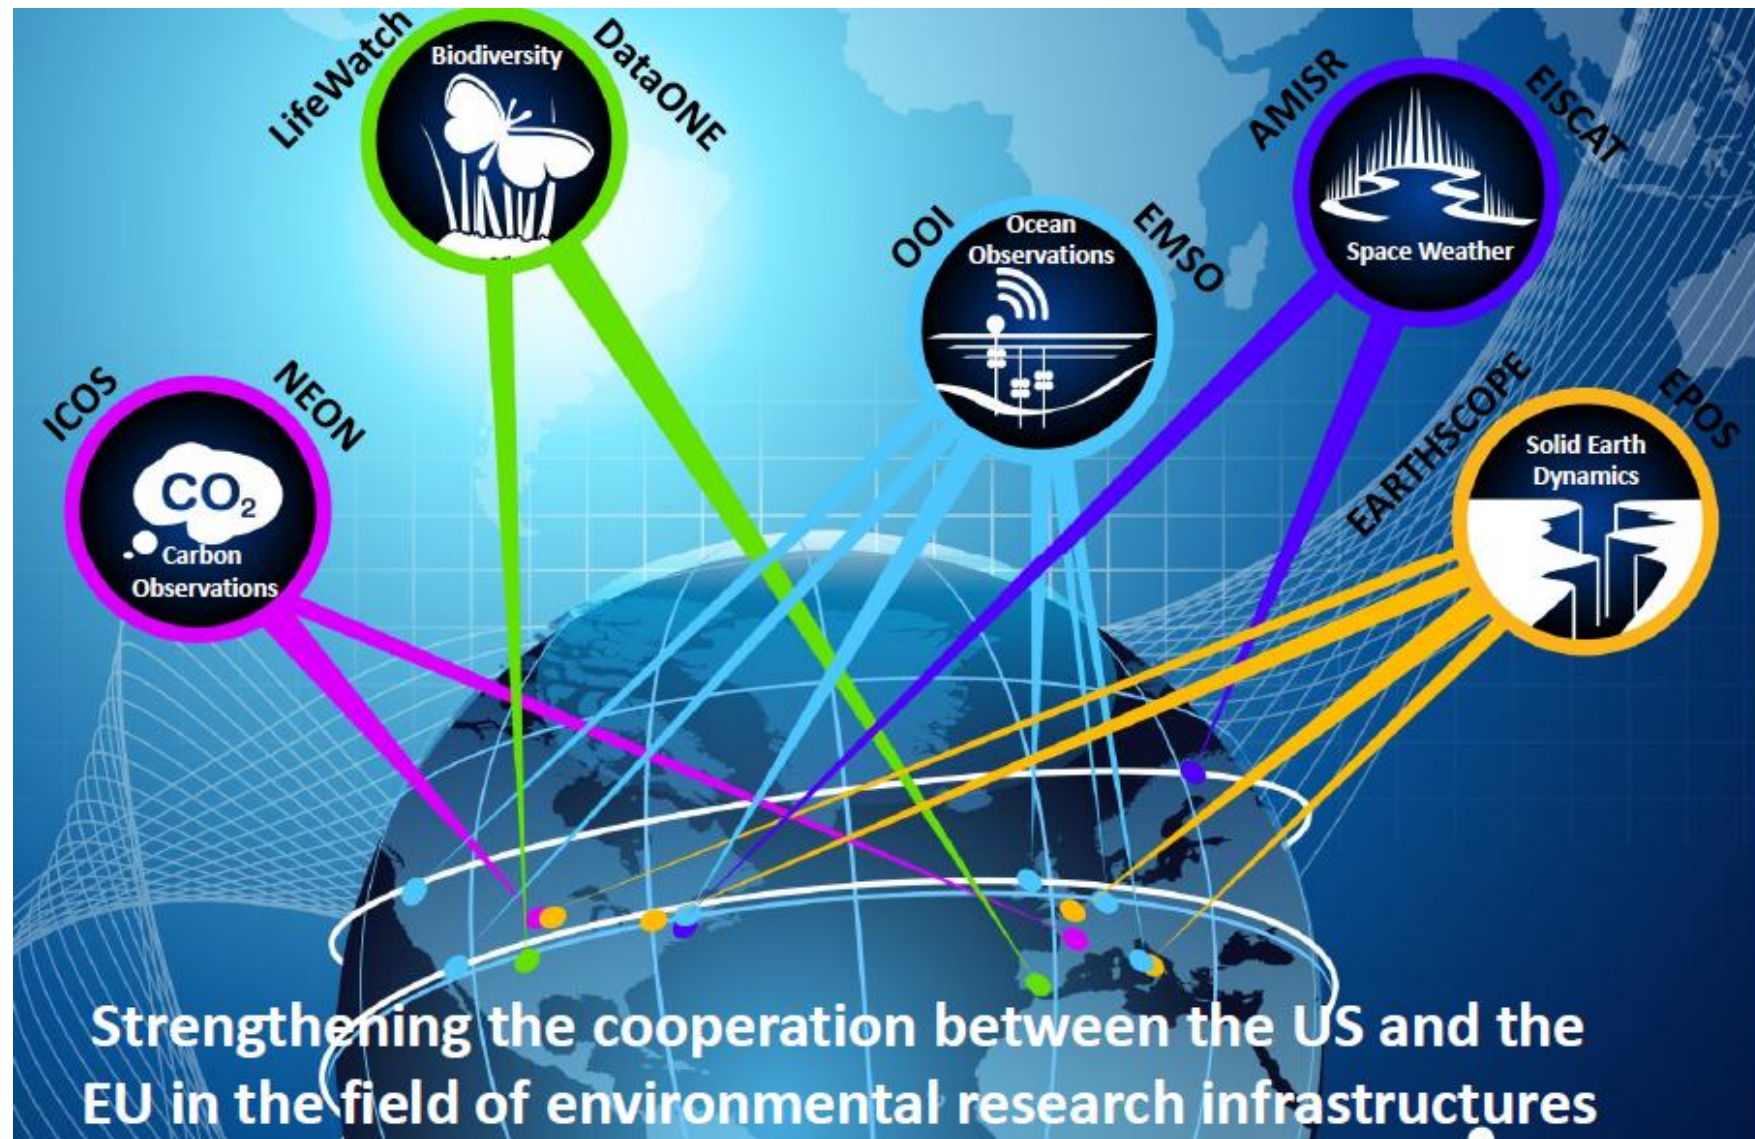 LifeWatch
Biodiversity
DataONE
AMISR
EISCAT
Space Weather
OOI
Ocean
Observations
EMSO
ICOS
NEON
CO₂
Carbon
Observations
EARTHSCOPE
EPOS
Solid Earth
Dynamics
Strengthening the cooperation between the US and the
EU in the field of environmental research infrastructures